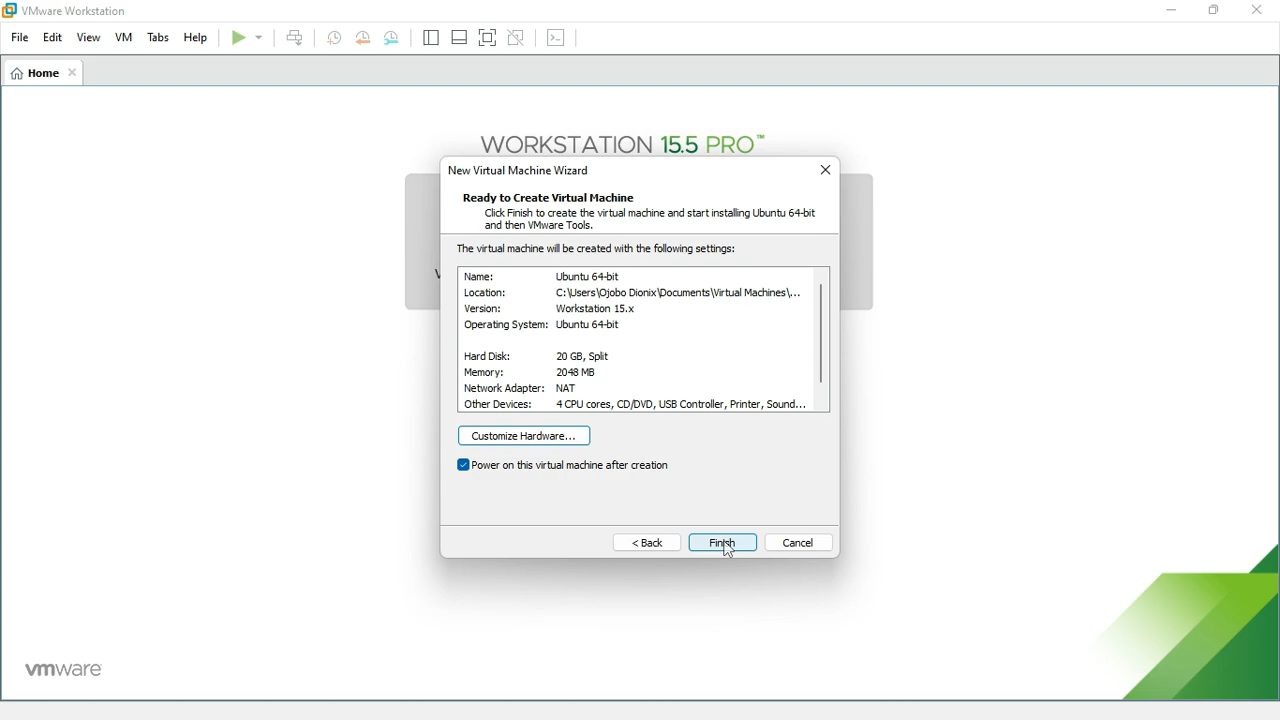 VMware Workstation
File Edit View VM Tabs Help
Home
WORKSTATION 15.5 PRO™
New Virtual Machine Wizard
Ready to Create Virtual Machine
Click Finish to create the virtual machine and start installing Ubuntu 64-bit
and then VMware Tools.
The virtual machine will be created with the following settings:
Name: Ubuntu 64-bit
Location: C:\Users\Ojobo Dionix\Documents\Virtual Machines\...
Version: Workstation 15.x
Operating System: Ubuntu 64-bit
Hard Disk: 20 GB, Split
Memory: 2048 MB
Network Adapter: NAT
Other Devices: 4 CPU cores, CD/DVD, USB Controller, Printer, Sound...
Customize Hardware...
Power on this virtual machine after creation
< Back Finish Cancel
vmware